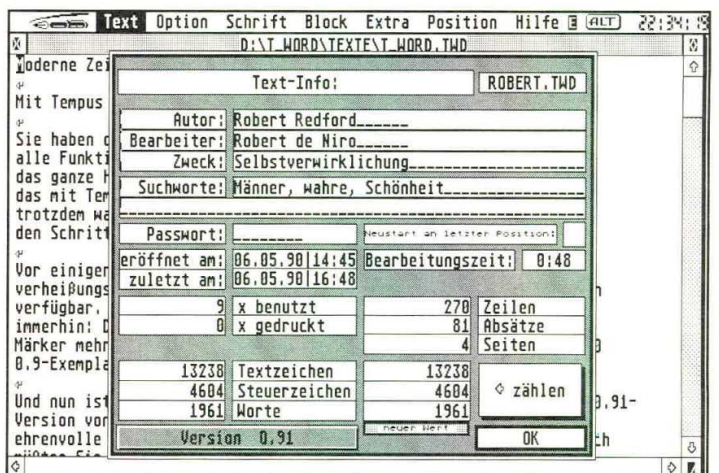 Text Option Schrift Block Extra Position Hilfe ALT 22:34:18
D:\T_WORD\TEXTE\T_WORD.TWD
Moderne Zei
Mit Tempus
Sie haben d
alle Funkti
das ganze H
das mit Tem
trotzdem wa
den Schritt
Vor einiger
verheißungs
verfügbar.
immerhin: D
Märker mehr
0.9-Exempla
Und nun ist
Version von
ehrenvolle
Text-Info: ROBERT.TWD
Autor: Robert Redford______
Bearbeiter: Robert de Niro_____
Zweck: Selbstverwirklichung
Suchworte: Männer, wahre, Schönheit
Passwort: ________ Neustart an letzter Position:
eröffnet am: 06.05.90|14:45 Bearbeitungszeit: 0:48
zuletzt am: 06.05.90|16:48
9 x benutzt 270 Zeilen
0 x gedruckt 81 Absätze
4 Seiten
13238 Textzeichen 13238
4604 Steuerzeichen 4604 zählen
1961 Worte 1961
neuer Wert
Version 0.91 OK
0.91-